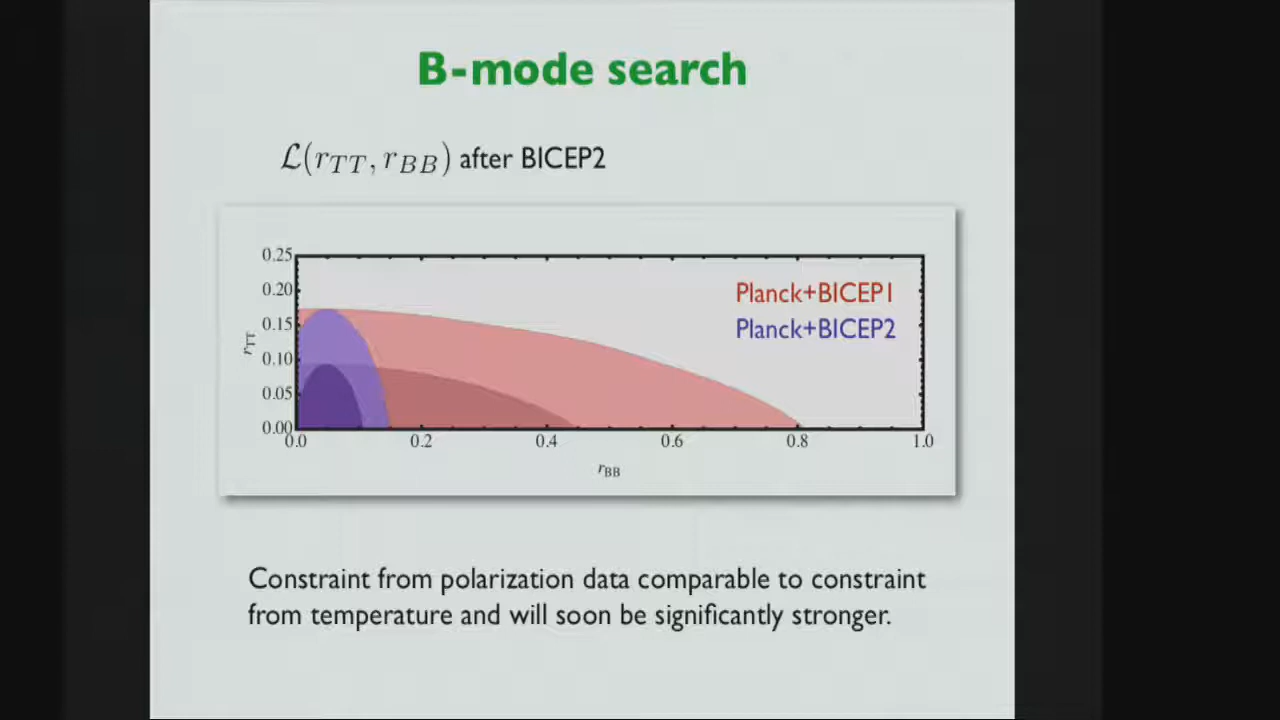 B-mode search
ℒ(r_TT, r_BB) after BICEP2
0.25
0.20
0.15
0.10
0.05
0.00
r_TT
Planck+BICEP1
Planck+BICEP2
0.0 0.2 0.4 0.6 0.8 1.0
r_BB
Constraint from polarization data comparable to constraint
from temperature and will soon be significantly stronger.